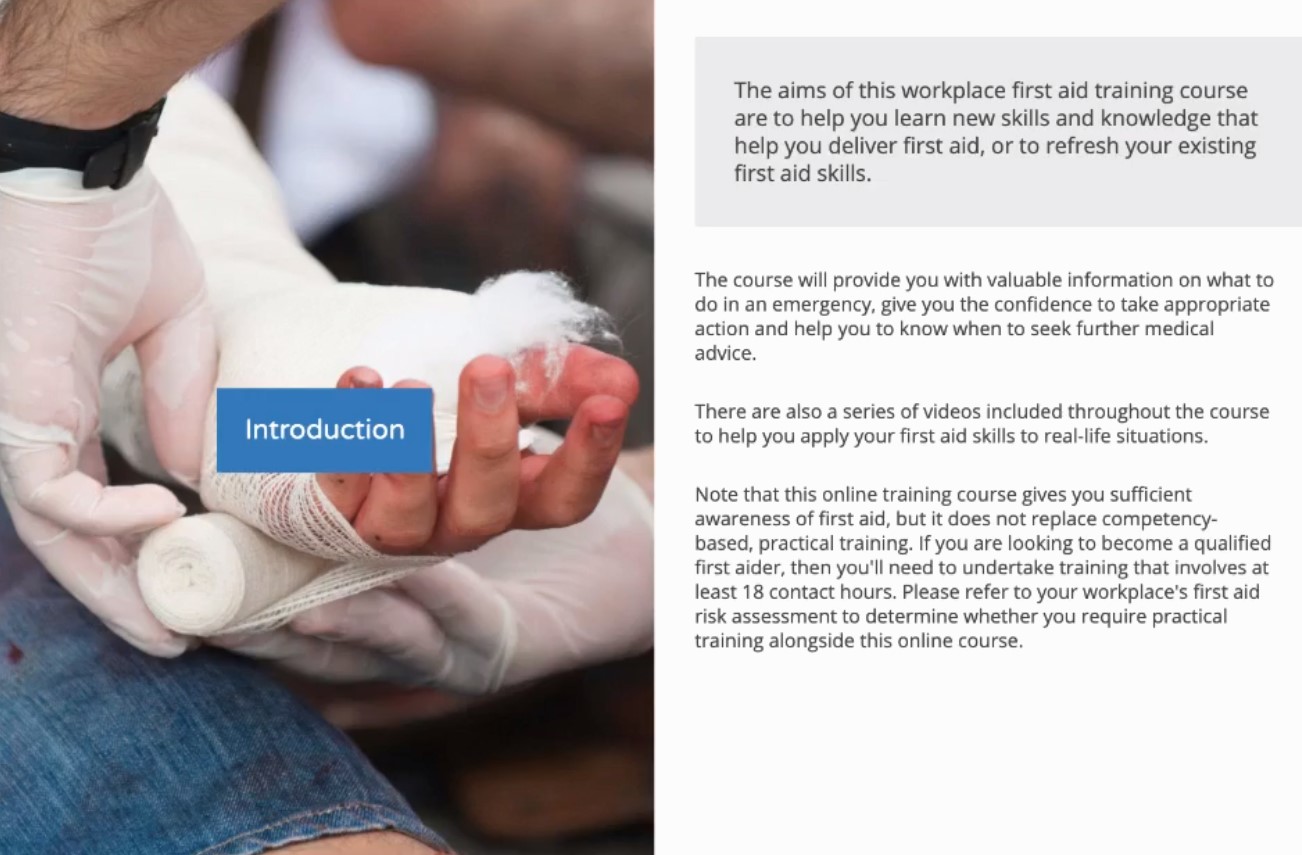 Introduction
The aims of this workplace first aid training course
are to help you learn new skills and knowledge that
help you deliver first aid, or to refresh your existing
first aid skills.
The course will provide you with valuable information on what to
do in an emergency, give you the confidence to take appropriate
action and help you to know when to seek further medical
advice.
There are also a series of videos included throughout the course
to help you apply your first aid skills to real-life situations.
Note that this online training course gives you sufficient
awareness of first aid, but it does not replace competency-
based, practical training. If you are looking to become a qualified
first aider, then you'll need to undertake training that involves at
least 18 contact hours. Please refer to your workplace's first aid
risk assessment to determine whether you require practical
training alongside this online course.